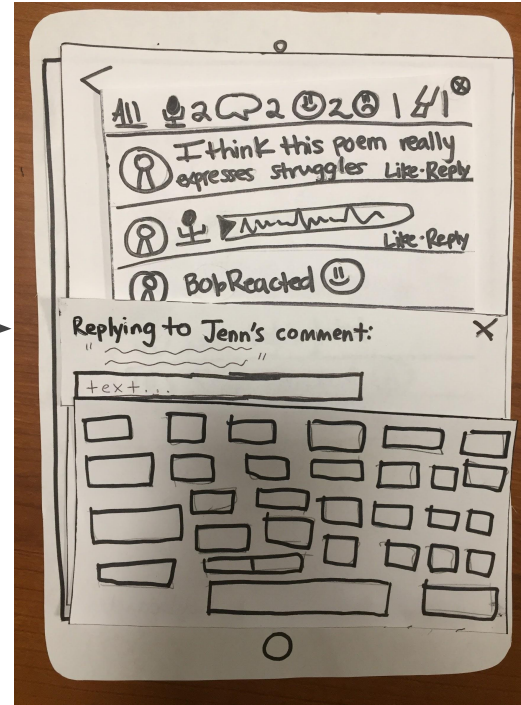 All 2 2 2 1 1
I think this poem really
expresses struggles Like · Reply
Like · Reply
Bob Reacted
Replying to Jenn's comment:
" "
text...